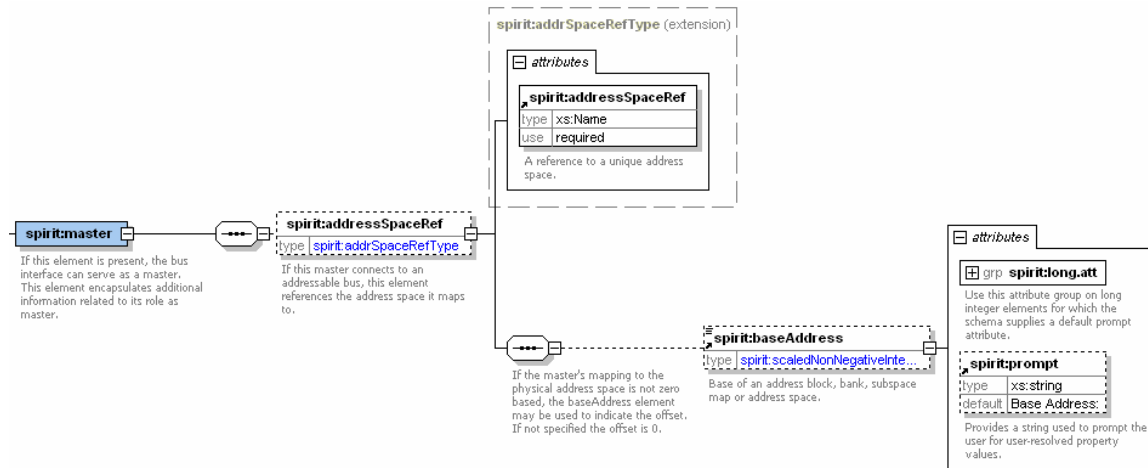 spirit:addrSpaceRefType (extension)
attributes
spirit:addressSpaceRef
type xs:Name
use required
A reference to a unique address
space.
spirit:master
If this element is present, the bus
interface can serve as a master.
This element encapsulates additional
information related to its role as
master.
spirit:addressSpaceRef
type spirit:addrSpaceRefType
If this master connects to an
addressable bus, this element
references the address space it maps
to.
If the master's mapping to the
physical address space is not zero
based, the baseAddress element
may be used to indicate the offset.
If not specified the offset is 0.
spirit:baseAddress
type spirit:scaledNonNegativeInte...
Base of an address block, bank, subspace
map or address space.
attributes
grp spirit:long.att
Use this attribute group on long
integer elements for which the
schema supplies a default prompt
attribute.
spirit:prompt
type xs:string
default Base Address:
Provides a string used to prompt the
user for user-resolved property
values.